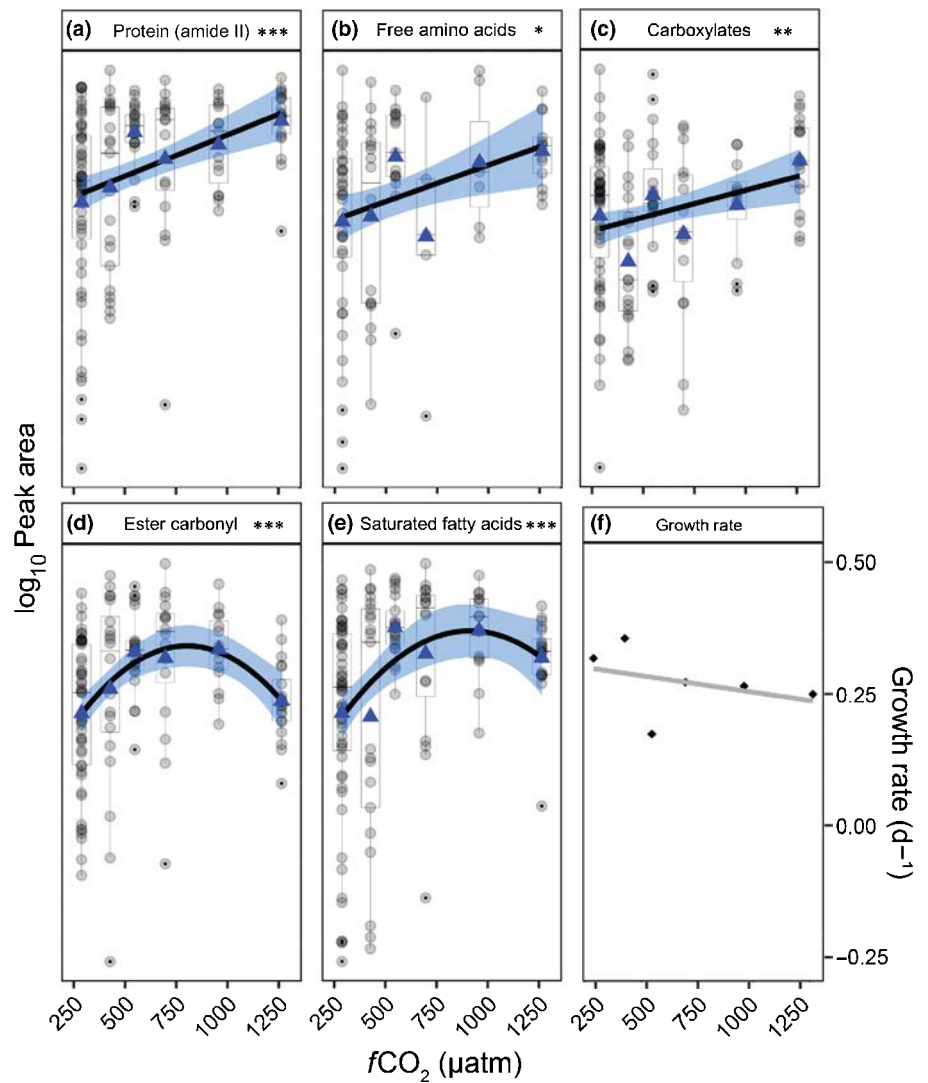 (a) Protein (amide II) ***
(b) Free amino acids *
(c) Carboxylates **
log10 Peak area
(d) Ester carbonyl ***
(e) Saturated fatty acids ***
(f) Growth rate
0.50
0.25
0.00
−0.25
Growth rate (d−1)
250 500 750 1000 1250
250 500 750 1000 1250
250 500 750 1000 1250
fCO2 (µatm)